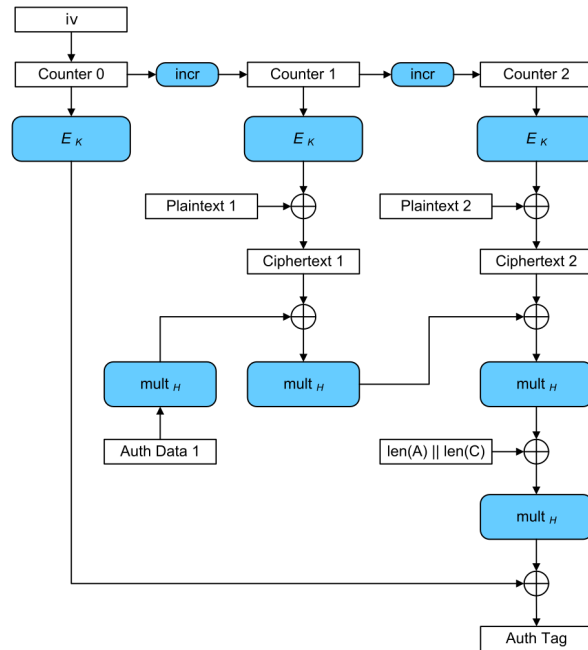 iv
Counter 0
incr
Counter 1
incr
Counter 2
E K
E K
E K
Plaintext 1
Plaintext 2
Ciphertext 1
Ciphertext 2
mult H
mult H
mult H
Auth Data 1
len(A) || len(C)
mult H
Auth Tag